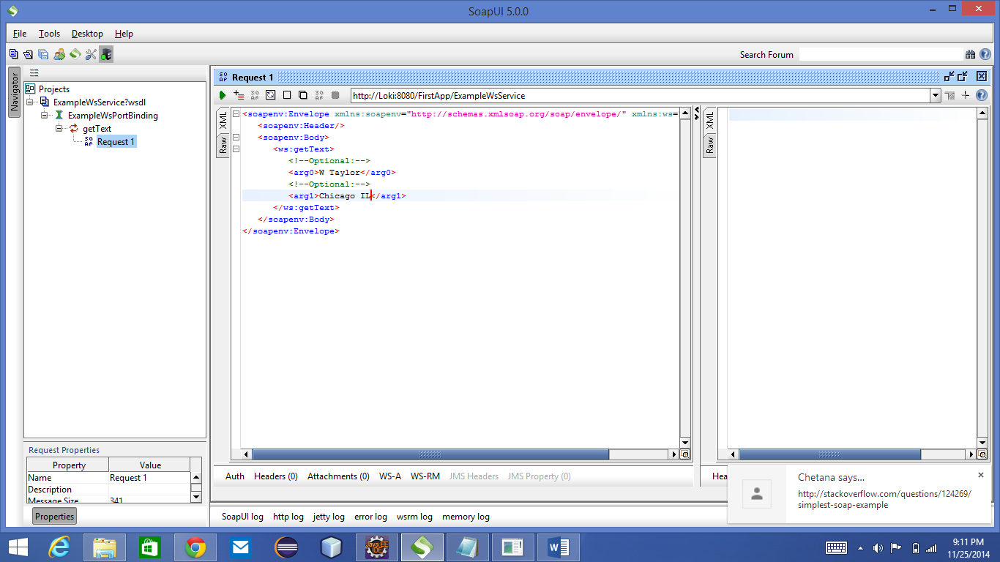 SoapUI 5.0.0
File Tools Desktop Help
Search Forum
Navigator
Projects
ExampleWsService?wsdl
ExampleWsPortBinding
getText
Request 1
Request 1
http://Loki:8080/FirstApp/ExampleWsService
XML
Raw
<soapenv:Envelope xmlns:soapenv="http://schemas.xmlsoap.org/soap/envelope/" xmlns:ws=
<soapenv:Header/>
<soapenv:Body>
<ws:getText>
<!--Optional:-->
<arg0>W Taylor</arg0>
<!--Optional:-->
<arg1>Chicago IL</arg1>
</ws:getText>
</soapenv:Body>
</soapenv:Envelope>
XML
Raw
Request Properties
Property Value
Name Request 1
Description
Message Size 341
Properties
Auth Headers (0) Attachments (0) WS-A WS-RM JMS Headers JMS Property (0)
Hea
SoapUI log http log jetty log error log wsrm log memory log
Chetana says...
http://stackoverflow.com/questions/124269/
simplest-soap-example
Java EE
IDE
9:11 PM
11/25/2014